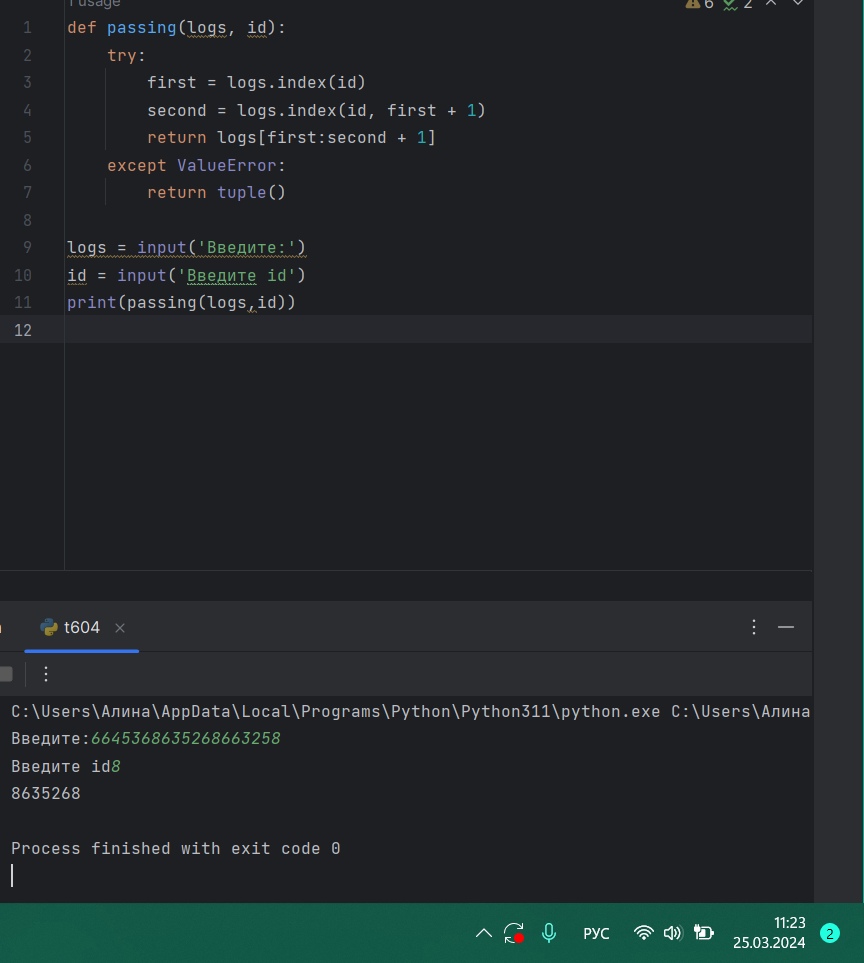 1 usage
6 2
1 def passing(logs, id):
2 try:
3 first = logs.index(id)
4 second = logs.index(id, first + 1)
5 return logs[first:second + 1]
6 except ValueError:
7 return tuple()
8
9 logs = input('Введите:')
10 id = input('Введите id')
11 print(passing(logs,id))
12
t604
C:\Users\Алина\AppData\Local\Programs\Python\Python311\python.exe C:\Users\Алина
Введите:6645368635268663258
Введите id8
8635268
Process finished with exit code 0
РУС
11:23
25.03.2024
2